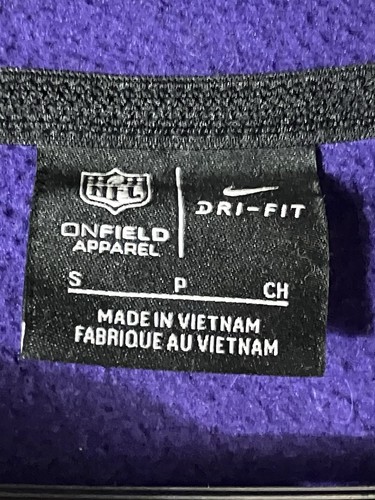 NFL
ONFIELD
APPAREL
DRI-FIT
S P CH
MADE IN VIETNAM
FABRIQUE AU VIETNAM